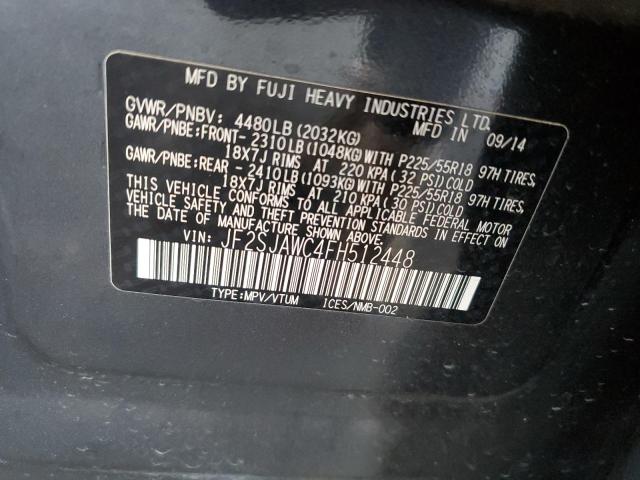 MFD BY FUJI HEAVY INDUSTRIES LTD.
GVWR/PNBV: 4480LB (2032KG) MFD IN 09/14
GAWR/PNBE:FRONT-2310LB (1048KG) WITH P225/55R18 97H TIRES,
18X7J RIMS AT 220 KPA (32 PSI) COLD
GAWR/PNBE:REAR -2410LB (1093KG) WITH P225/55R18 97H TIRES,
18X7J RIMS AT 210 KPA (30 PSI) COLD
THIS VEHICLE CONFORMS TO ALL APPLICABLE FEDERAL MOTOR
VEHICLE SAFETY AND THEFT PREVENTION STANDARDS IN EFFECT ON
THE DATE OF MANUFACTURE SHOWN ABOVE.
VIN: JF2SJAWC4FH512448
TYPE:MPV/VTUM ICES/NMB-002